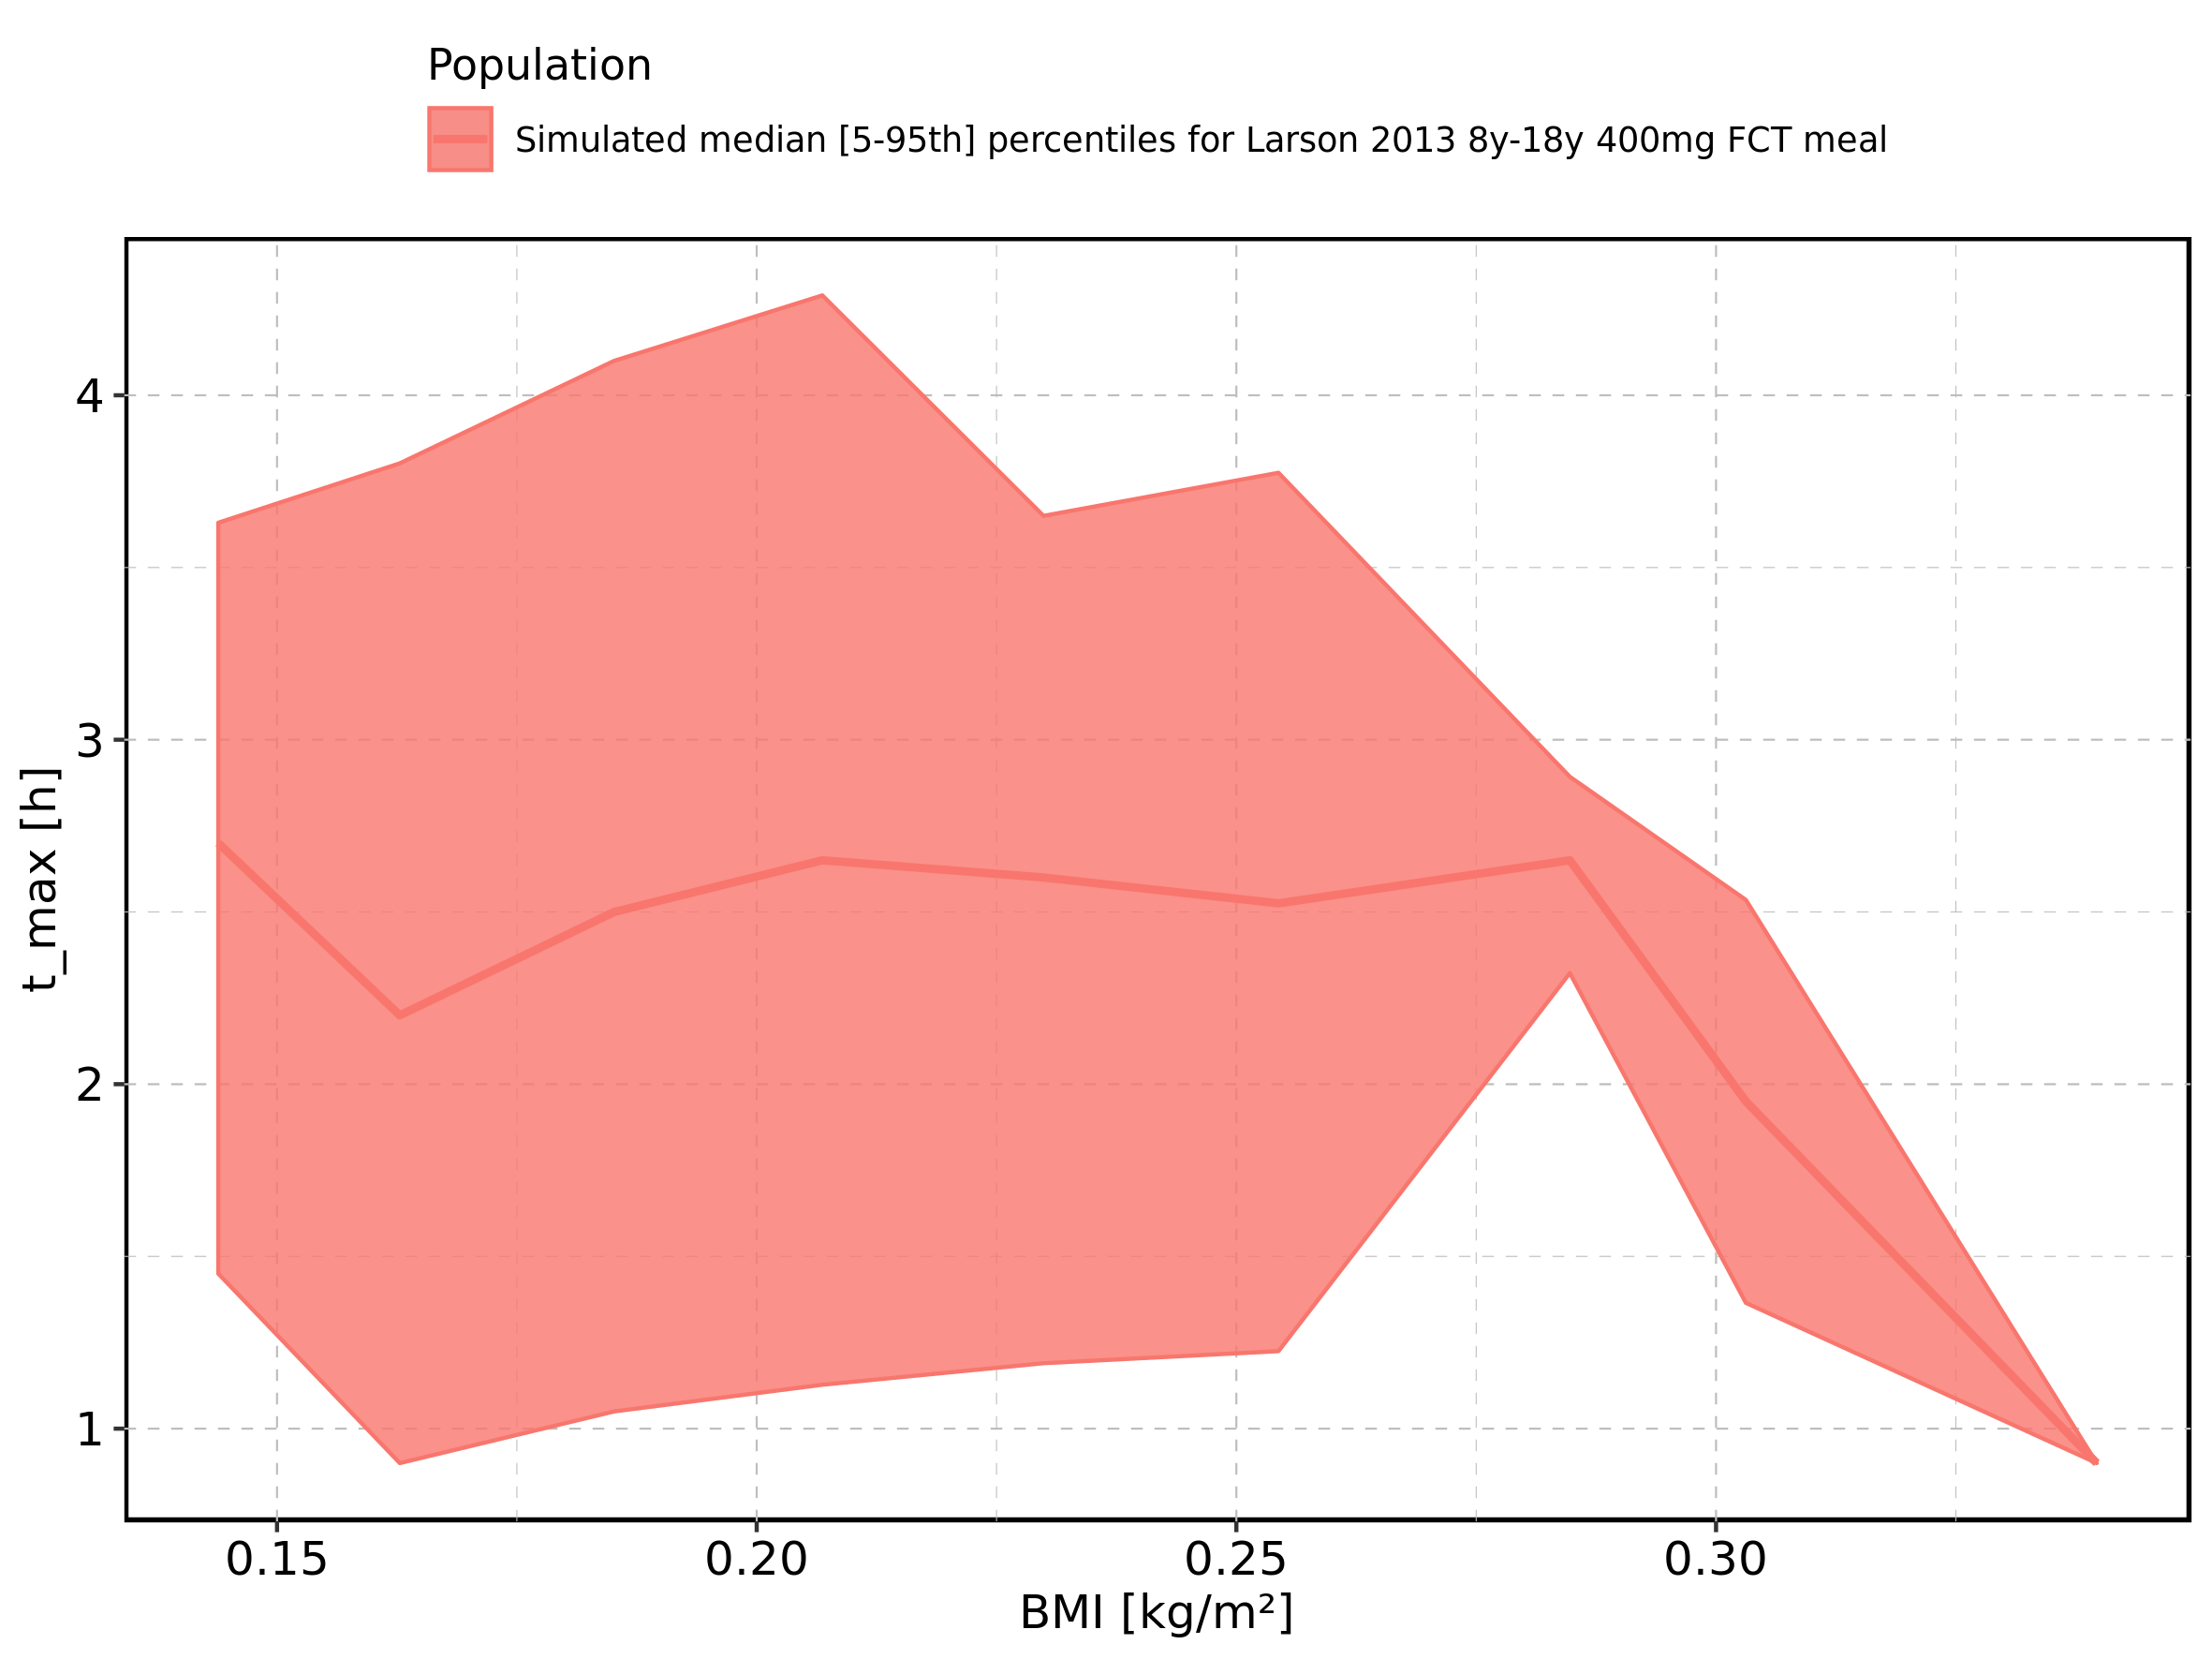 Population
Simulated median [5-95th] percentiles for Larson 2013 8y-18y 400mg FCT meal
t_max [h]
4
3
2
1
0.15 0.20 0.25 0.30
BMI [kg/m²]